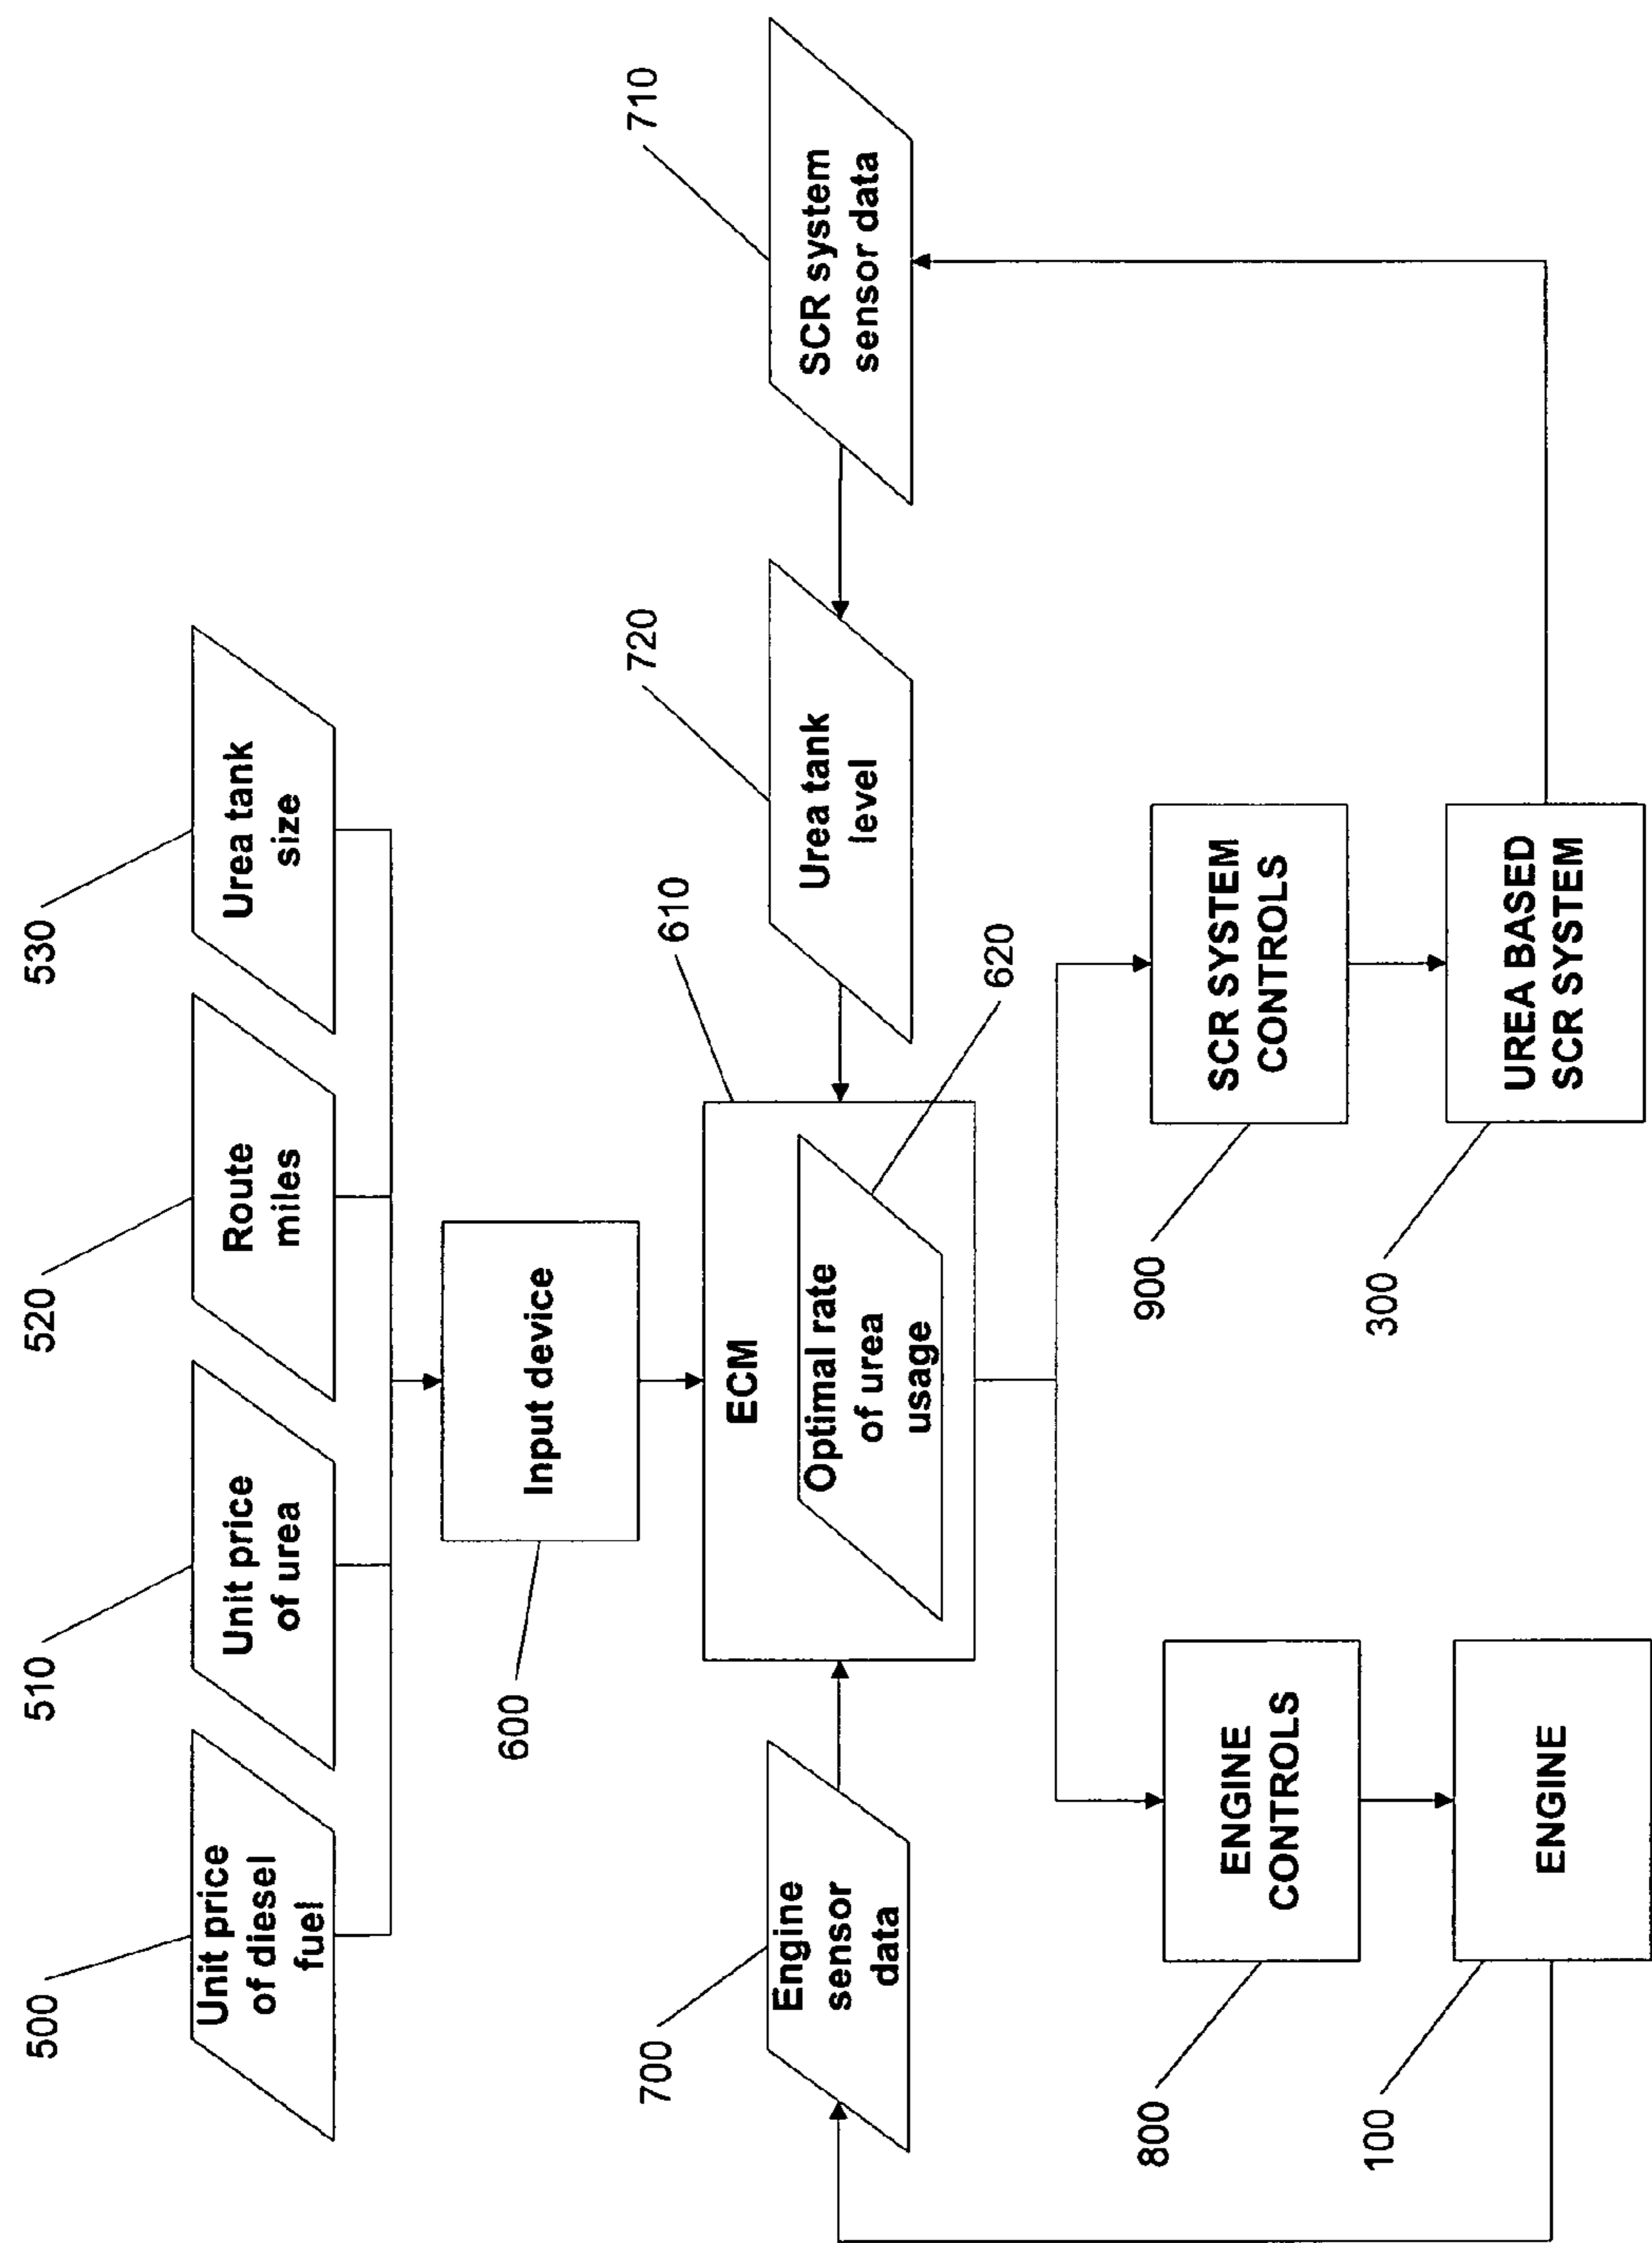 500
510
520
530
Unit price
of diesel
fuel
Unit price
of urea
Route
miles
Urea tank
size
600
Input device
610
700
720
710
Engine
sensor
data
ECM
Optimal rate
of urea
usage
620
Urea tank
level
SCR system
sensor data
800
ENGINE
CONTROLS
900
SCR SYSTEM
CONTROLS
100
ENGINE
300
UREA BASED
SCR SYSTEM